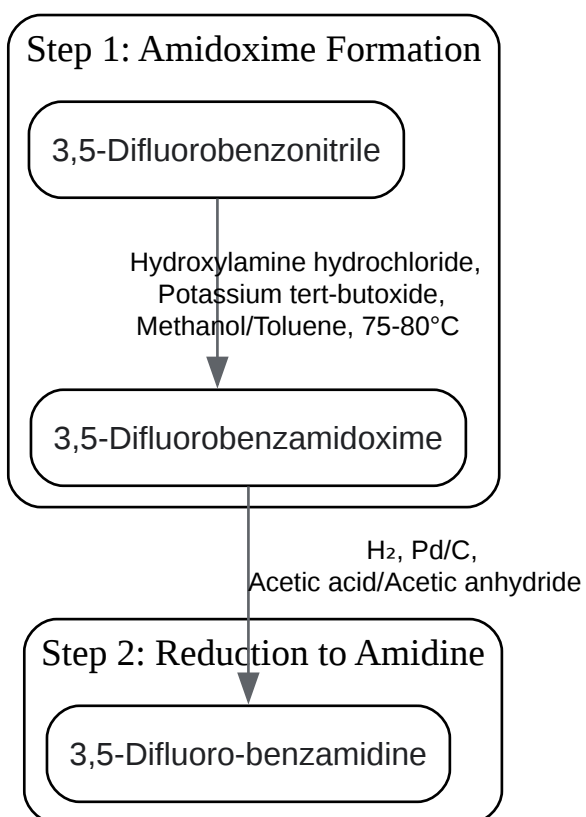 Step 1: Amidoxime Formation
3,5-Difluorobenzonitrile
Hydroxylamine hydrochloride,
Potassium tert-butoxide,
Methanol/Toluene, 75-80°C
3,5-Difluorobenzamidoxime
H₂, Pd/C,
Acetic acid/Acetic anhydride
Step 2: Reduction to Amidine
3,5-Difluoro-benzamidine